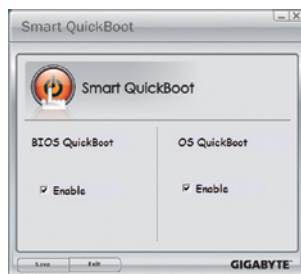 Smart QuickBoot
Smart QuickBoot
BIOS QuickBoot
Enable
OS QuickBoot
Enable
Save Exit
GIGABYTE